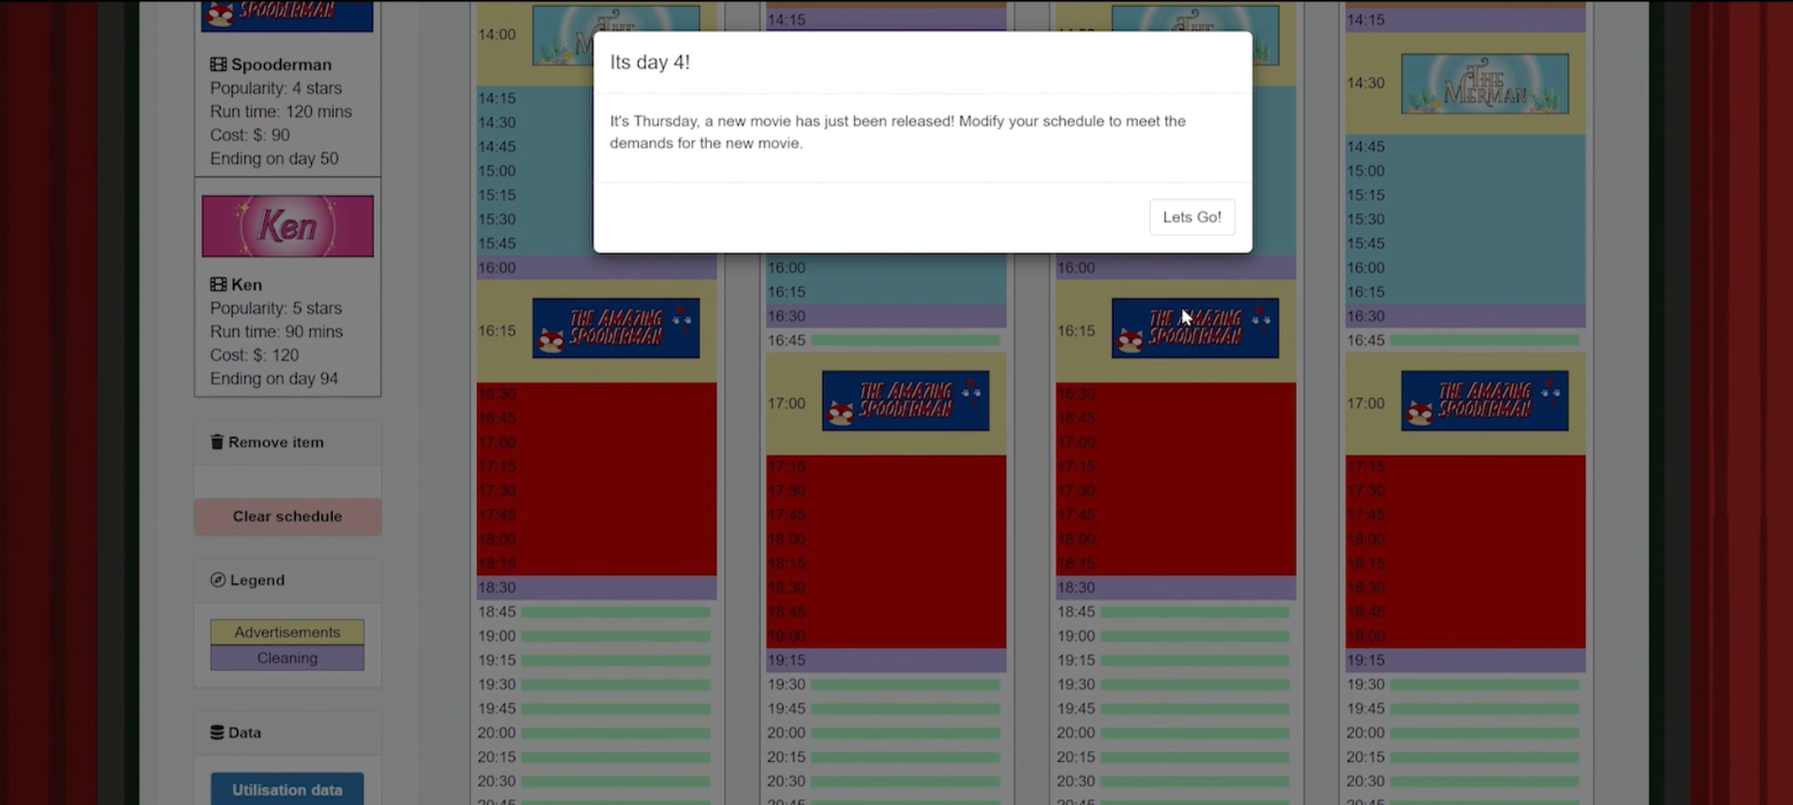 Its day 4!
It's Thursday, a new movie has just been released! Modify your schedule to meet the
demands for the new movie.
Lets Go!
SPOODERMAN
Spooderman
Popularity: 4 stars
Run time: 120 mins
Cost: $: 90
Ending on day 50
Ken
Ken
Popularity: 5 stars
Run time: 90 mins
Cost: $: 120
Ending on day 94
Remove item
Clear schedule
Legend
Advertisements
Cleaning
Data
Utilisation data
14:00
14:15
14:30
14:45
15:00
15:15
15:30
15:45
16:00
16:15
THE AMAZING
SPOODERMAN
16:30
16:45
17:00
17:15
17:30
17:45
18:00
18:15
18:30
18:45
19:00
19:15
19:30
19:45
20:00
20:15
20:30
14:15
16:00
16:15
16:30
16:45
17:00
THE AMAZING
SPOODERMAN
17:15
17:30
17:45
18:00
18:15
18:30
18:45
19:00
19:15
19:30
19:45
20:00
20:15
20:30
20:45
16:00
16:15
THE AMAZING
SPOODERMAN
16:30
16:45
17:00
17:15
17:30
17:45
18:00
18:15
18:30
18:45
19:00
19:15
19:30
19:45
20:00
20:15
20:30
14:15
14:30
THE
MERMAN
14:45
15:00
15:15
15:30
15:45
16:00
16:15
16:30
16:45
17:00
THE AMAZING
SPOODERMAN
17:15
17:30
17:45
18:00
18:15
18:30
18:45
19:00
19:15
19:30
19:45
20:00
20:15
20:30